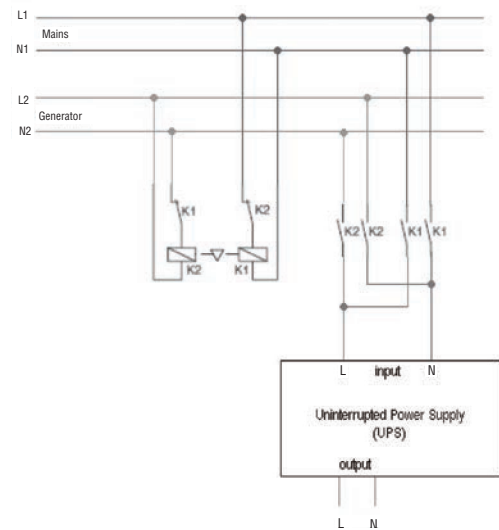 L1
Mains
N1
L2
Generator
N2
K1 K2
K2 K2 K1 K1
K2 K1
L input N
Uninterrupted Power Supply
(UPS)
output
L N